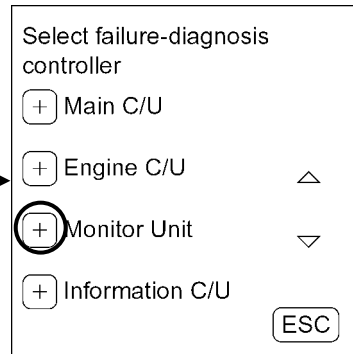 Select failure-diagnosis
controller
+ Main C/U
+ Engine C/U
+ Monitor Unit
+ Information C/U
ESC